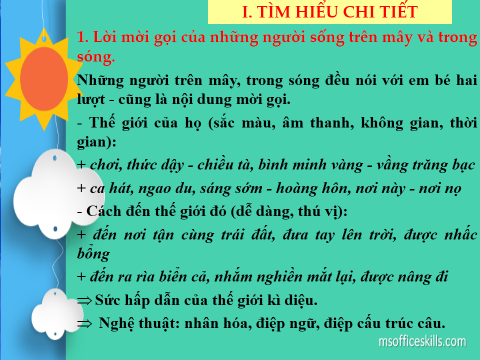 I. TÌM HIỂU CHI TIẾT
1. Lời mời gọi của những người sống trên mây và trong
sóng.
Những người trên mây, trong sóng đều nói với em bé hai
lượt - cũng là nội dung mời gọi.
- Thế giới của họ (sắc màu, âm thanh, không gian, thời
gian):
+ chơi, thức dậy - chiều tà, bình minh vàng - vầng trăng bạc
+ ca hát, ngao du, sáng sớm - hoàng hôn, nơi này - nơi nọ
- Cách đến thế giới đó (dễ dàng, thú vị):
+ đến nơi tận cùng trái đất, đưa tay lên trời, được nhấc
bổng
+ đến ra rìa biển cả, nhắm nghiền mắt lại, được nâng đi
⇒ Sức hấp dẫn của thế giới kì diệu.
⇒ Nghệ thuật: nhân hóa, điệp ngữ, điệp cấu trúc câu.
msofficeskills.com